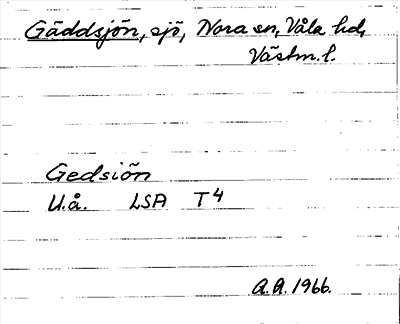 Gäddsjön, sjö, Nora sn, Våla hd,
Västm. l.
Gedsiön
U.å. LSA T4
A.A. 1966.